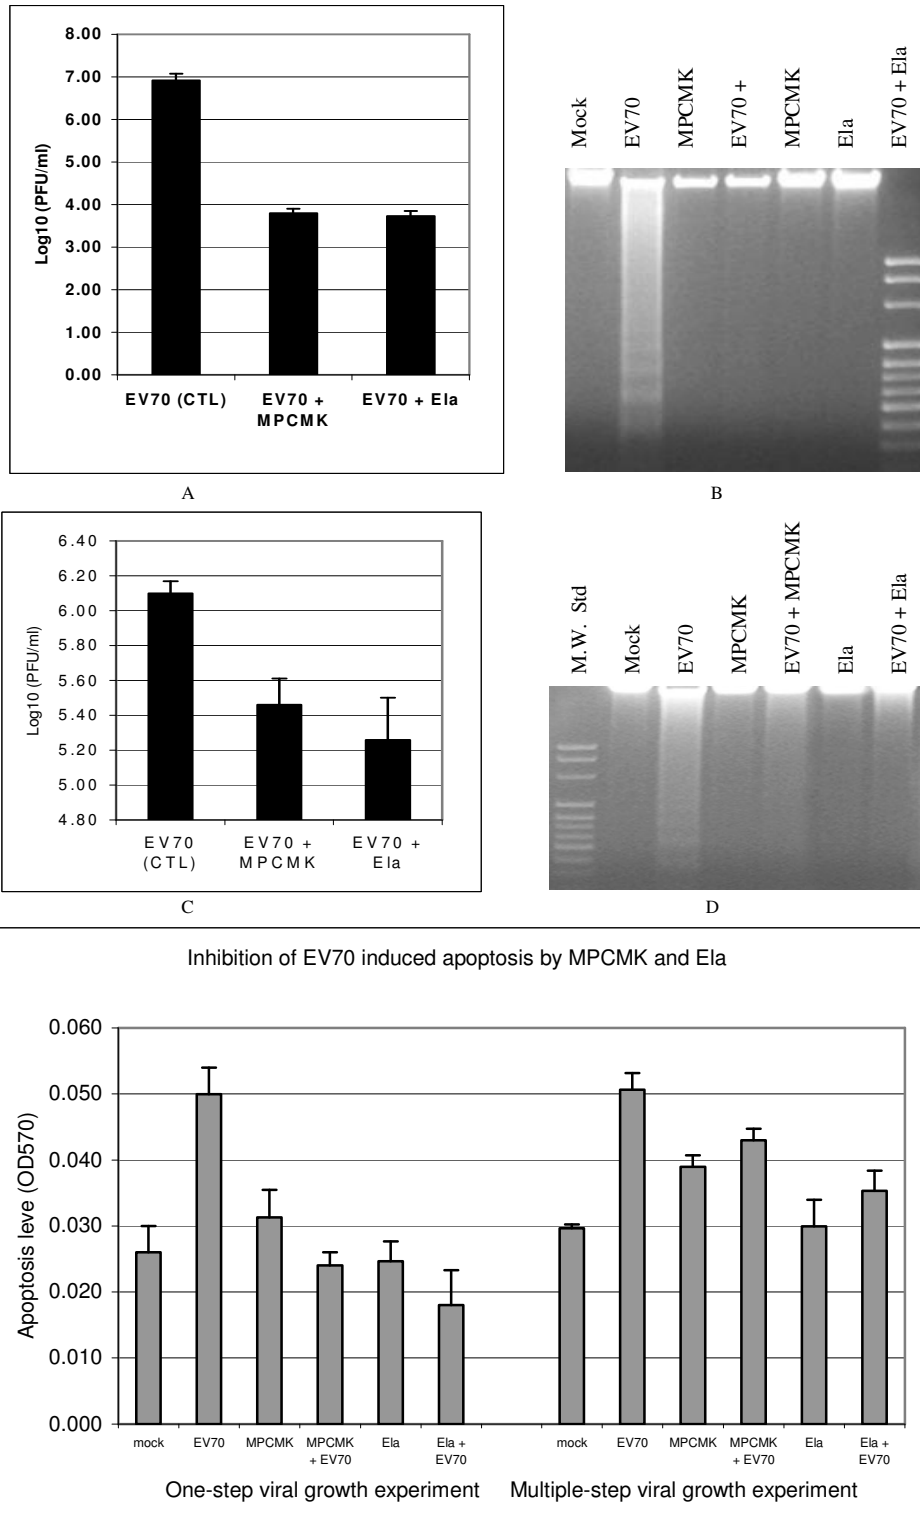 8.00
7.00
6.00
5.00
4.00
3.00
2.00
1.00
0.00
Log10 (PFU/ml)
EV70 (CTL)
EV70 +
MPCMK
EV70 + Ela
A
Mock
EV70
MPCMK
EV70 +
MPCMK
Ela
EV70 + Ela
B
6.40
6.20
6.00
5.80
5.60
5.40
5.20
5.00
4.80
Log10 (PFU/ml)
EV70
(CTL)
EV70 +
MPCMK
EV70 +
Ela
C
M.W. Std
Mock
EV70
MPCMK
EV70 + MPCMK
Ela
EV70 + Ela
D
Inhibition of EV70 induced apoptosis by MPCMK and Ela
0.060
0.050
0.040
0.030
0.020
0.010
0.000
Apoptosis leve (OD570)
mock
EV70
MPCMK
MPCMK
+ EV70
Ela
Ela +
EV70
mock
EV70
MPCMK
MPCMK
+ EV70
Ela
Ela +
EV70
One-step viral growth experiment
Multiple-step viral growth experiment